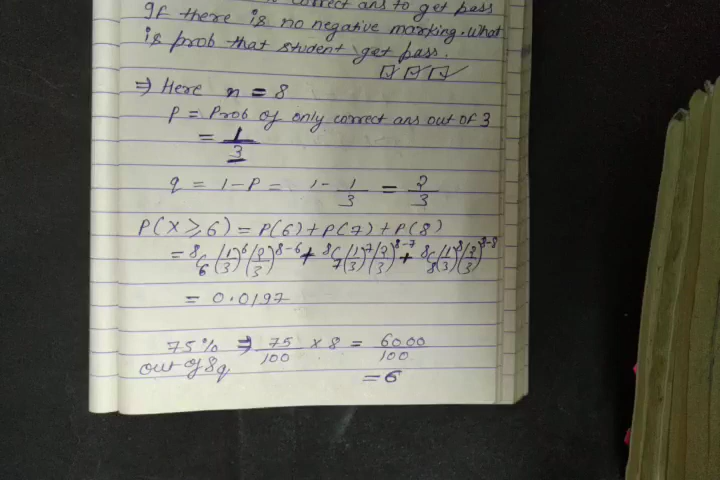 correct ans to get pass
If there is no negative marking. What
is prob that student get pass.
⇒ Here n = 8
P = Prob of only correct ans out of 3
= 1/3
q = 1-P = 1 - 1/3 = 2/3
P(X ≥ 6) = P(6) + P(7) + P(8)
= ⁸C₆ (1/3)⁶ (2/3)⁸⁻⁶ + ⁸C₇ (1/3)⁷ (2/3)⁸⁻⁷ + ⁸C₈ (1/3)⁸ (2/3)⁸⁻⁸
= 0.0197
75% ⇒ 75/100 × 8 = 6000/100
out of 8q
= 6